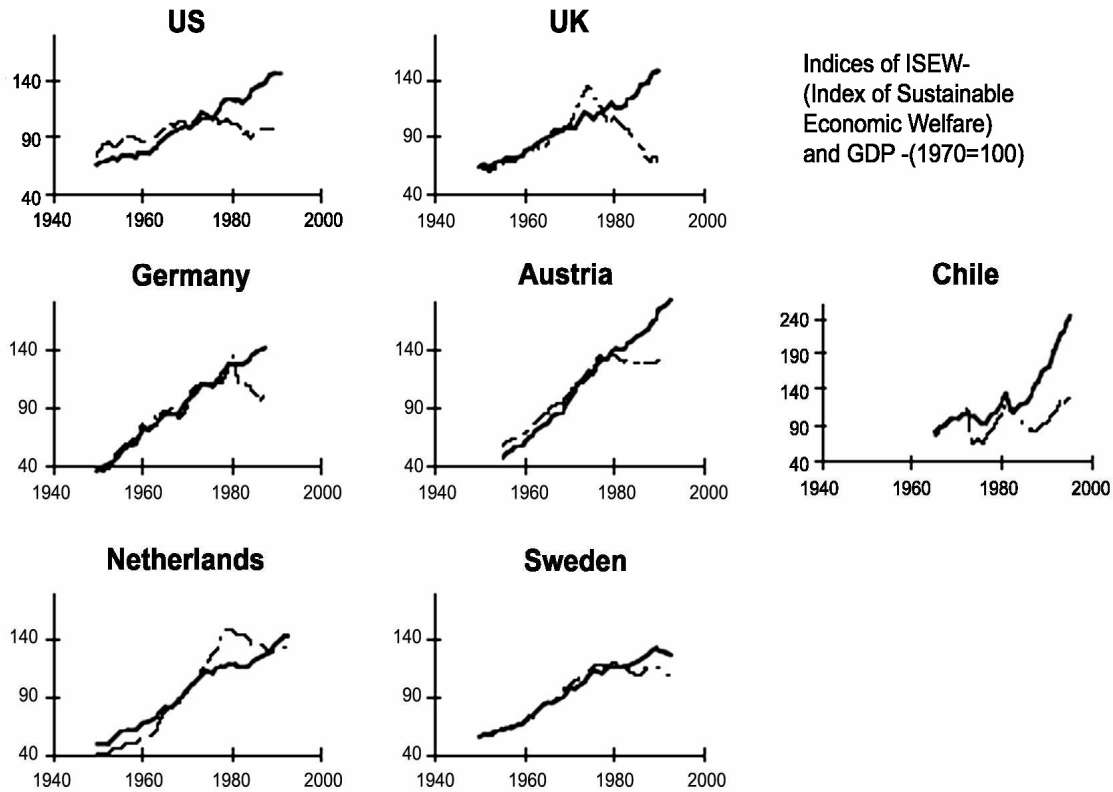 US
140
90
40
1940 1960 1980 2000
UK
140
90
40
1940 1960 1980 2000
Indices of ISEW-
(Index of Sustainable
Economic Welfare)
and GDP -(1970=100)
Germany
140
90
40
1940 1960 1980 2000
Austria
140
90
40
1940 1960 1980 2000
Chile
240
190
140
90
40
1940 1960 1980 2000
Netherlands
140
90
40
1940 1960 1980 2000
Sweden
140
90
40
1940 1960 1980 2000